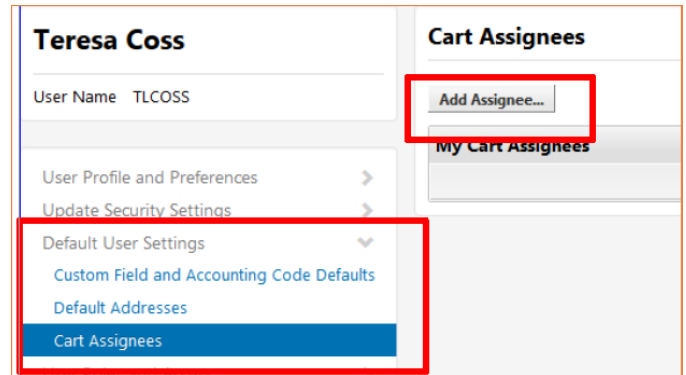 Teresa Coss
User Name TLCOSS
User Profile and Preferences
Update Security Settings
Default User Settings
Custom Field and Accounting Code Defaults
Default Addresses
Cart Assignees
Cart Assignees
Add Assignee...
My Cart Assignees